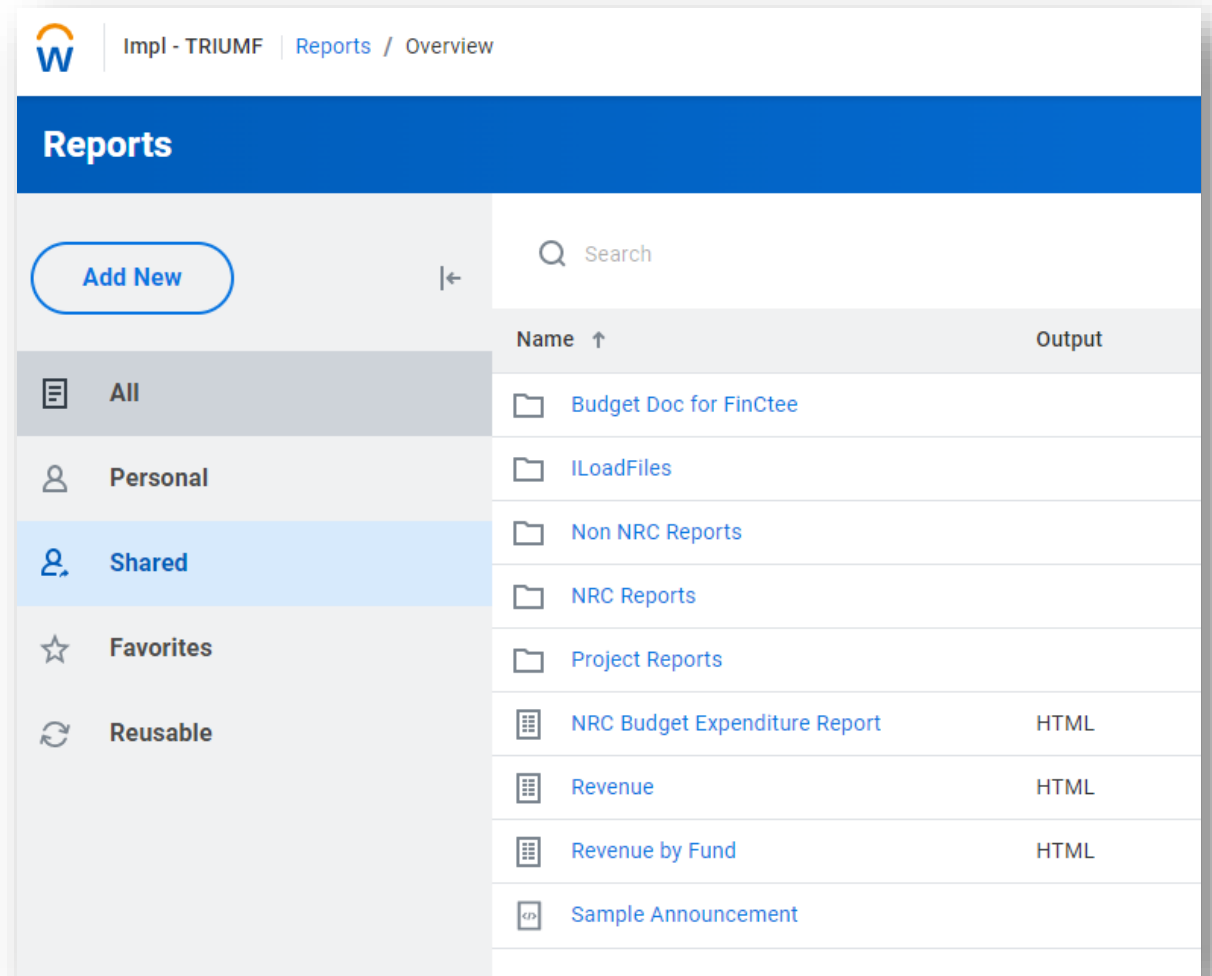 Impl - TRIUMF Reports / Overview
Reports
Add New
Search
Name Output
All
Personal
Shared
Favorites
Reusable
Budget Doc for FinCtee
ILoadFiles
Non NRC Reports
NRC Reports
Project Reports
NRC Budget Expenditure Report HTML
Revenue HTML
Revenue by Fund HTML
Sample Announcement